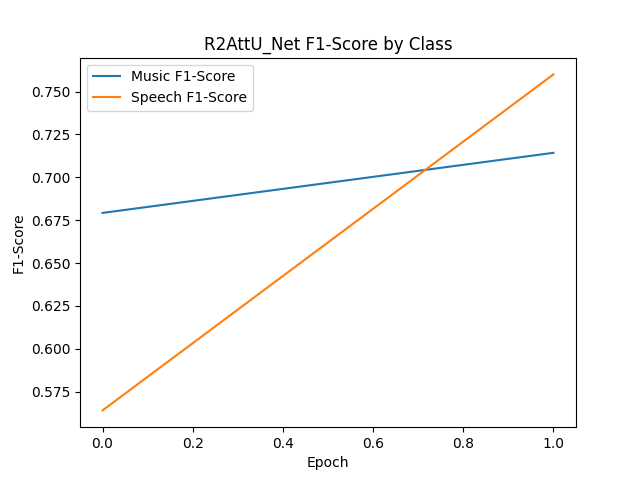 R2AttU_Net F1-Score by Class
Music F1-Score
Speech F1-Score
F1-Score
0.750
0.725
0.700
0.675
0.650
0.625
0.600
0.575
0.0 0.2 0.4 0.6 0.8 1.0
Epoch